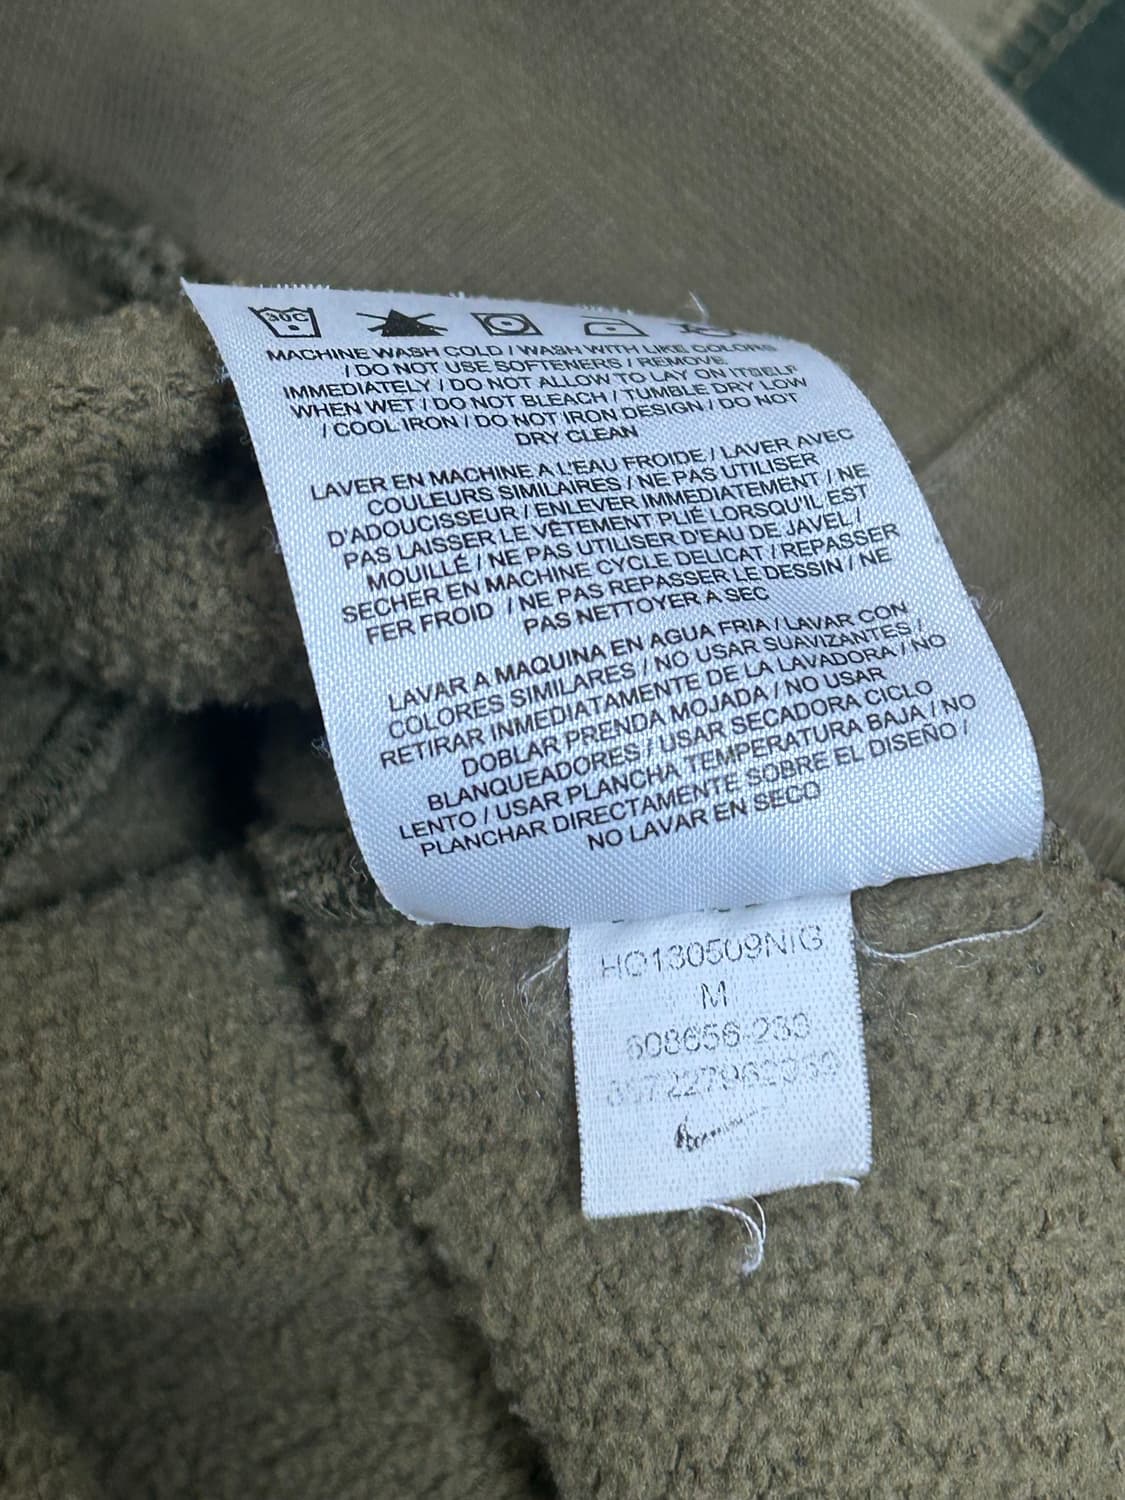 30C
MACHINE WASH COLD / WASH WITH LIKE COLORS
/ DO NOT USE SOFTENERS / REMOVE
IMMEDIATELY / DO NOT ALLOW TO LAY ON ITSELF
WHEN WET / DO NOT BLEACH / TUMBLE DRY LOW
/ COOL IRON / DO NOT IRON DESIGN / DO NOT
DRY CLEAN
LAVER EN MACHINE A L'EAU FROIDE / LAVER AVEC
COULEURS SIMILAIRES / NE PAS UTILISER
D'ADOUCISSEUR / ENLEVER IMMEDIATEMENT / NE
PAS LAISSER LE VÊTEMENT PLIÉ LORSQU'IL EST
MOUILLÉ / NE PAS UTILISER D'EAU DE JAVEL /
SECHER EN MACHINE CYCLE DELICAT / REPASSER
FER FROID / NE PAS REPASSER LE DESSIN / NE
PAS NETTOYER A SEC
LAVAR A MAQUINA EN AGUA FRIA / LAVAR CON
COLORES SIMILARES / NO USAR SUAVIZANTES /
RETIRAR INMEDIATAMENTE DE LA LAVADORA / NO
DOBLAR PRENDA MOJADA / NO USAR
BLANQUEADORES / USAR SECADORA CICLO
LENTO / USAR PLANCHA TEMPERATURA BAJA / NO
PLANCHAR DIRECTAMENTE SOBRE EL DISEÑO /
NO LAVAR EN SECO
HO130509NIG
M
608656-233